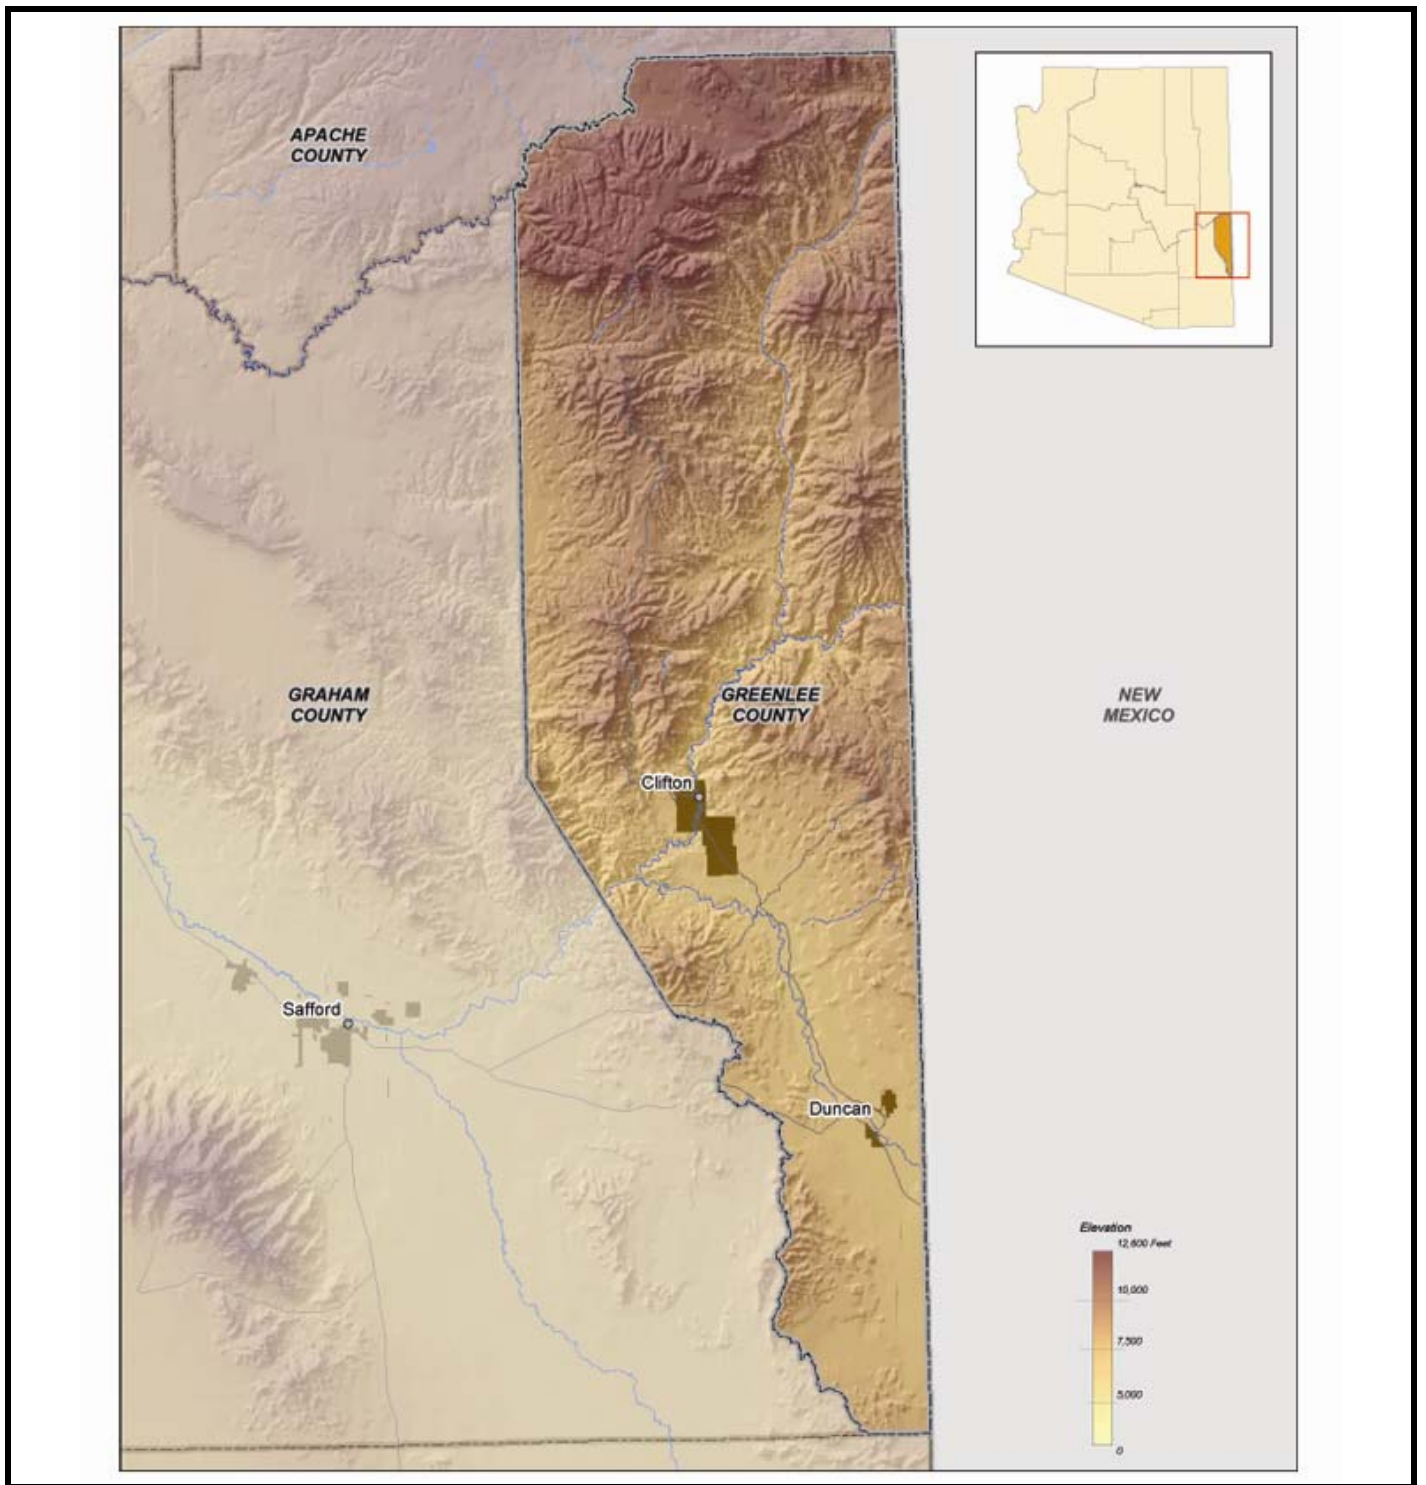 APACHE
COUNTY
GRAHAM
COUNTY
GREENLEE
COUNTY
NEW
MEXICO
Clifton
Safford
Duncan
Elevation
12,600 Feet
10,000
7,500
5,000
0